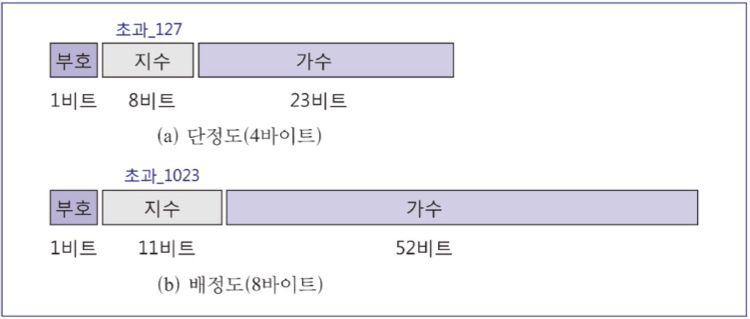 초과_127
부호 지수 가수
1비트 8비트 23비트
(a) 단정도(4바이트)
초과_1023
부호 지수 가수
1비트 11비트 52비트
(b) 배정도(8바이트)